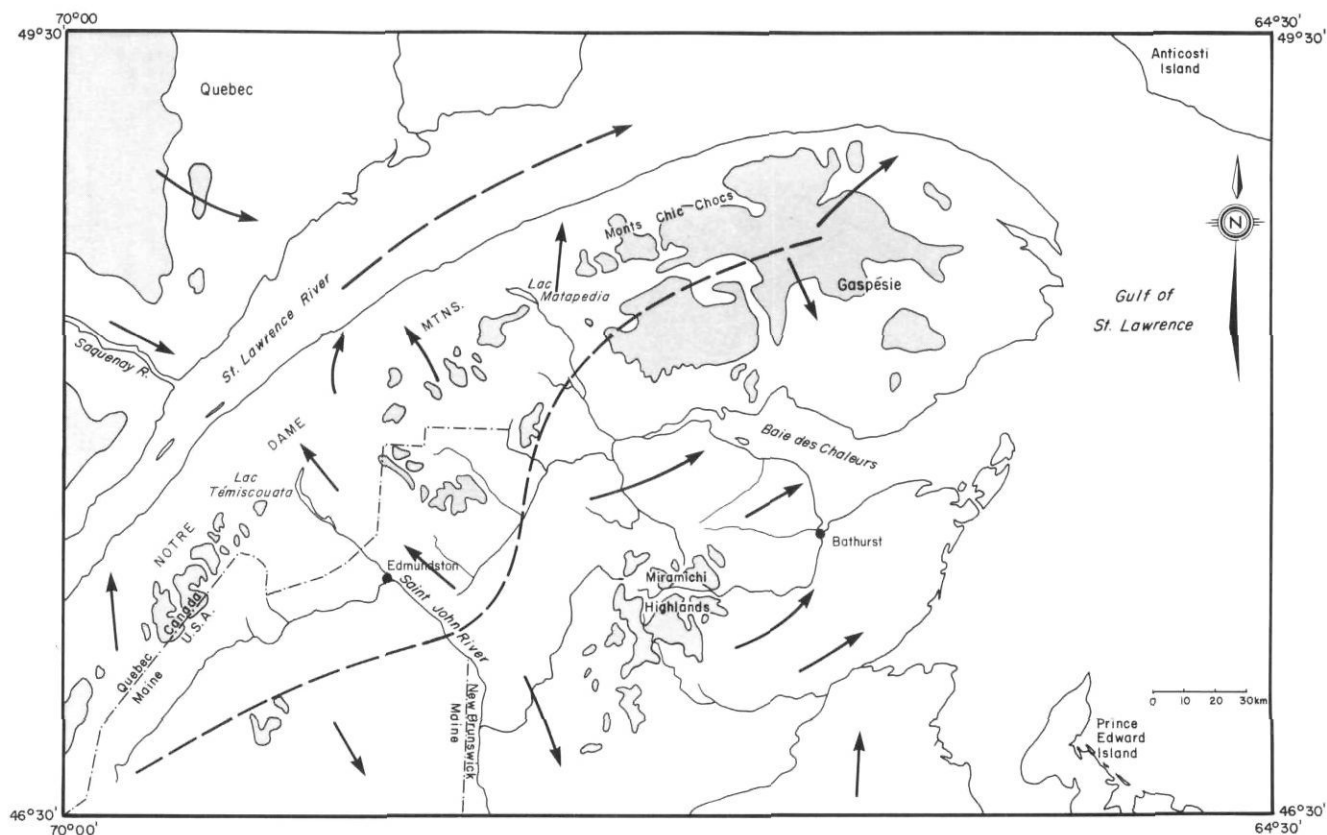 70°00
64°30'
49°30'
49°30'
Anticosti
Island
Quebec
N
Monts Chic-Chocs
St. Lawrence River
Lac
Matapedia
Gaspésie
Gulf of
St. Lawrence
MTNS.
Saquenay R.
DAME
Baie des Chaleurs
Lac
Témiscouata
NOTRE
Bathurst
Edmundston
Miramichi
Highlands
Canada
U.S.A.
Saint John River
Quebec
Maine
New Brunswick
Maine
0 10 20 30km
Prince
Edward
Island
46°30'
46°30'
70°00'
64°30'